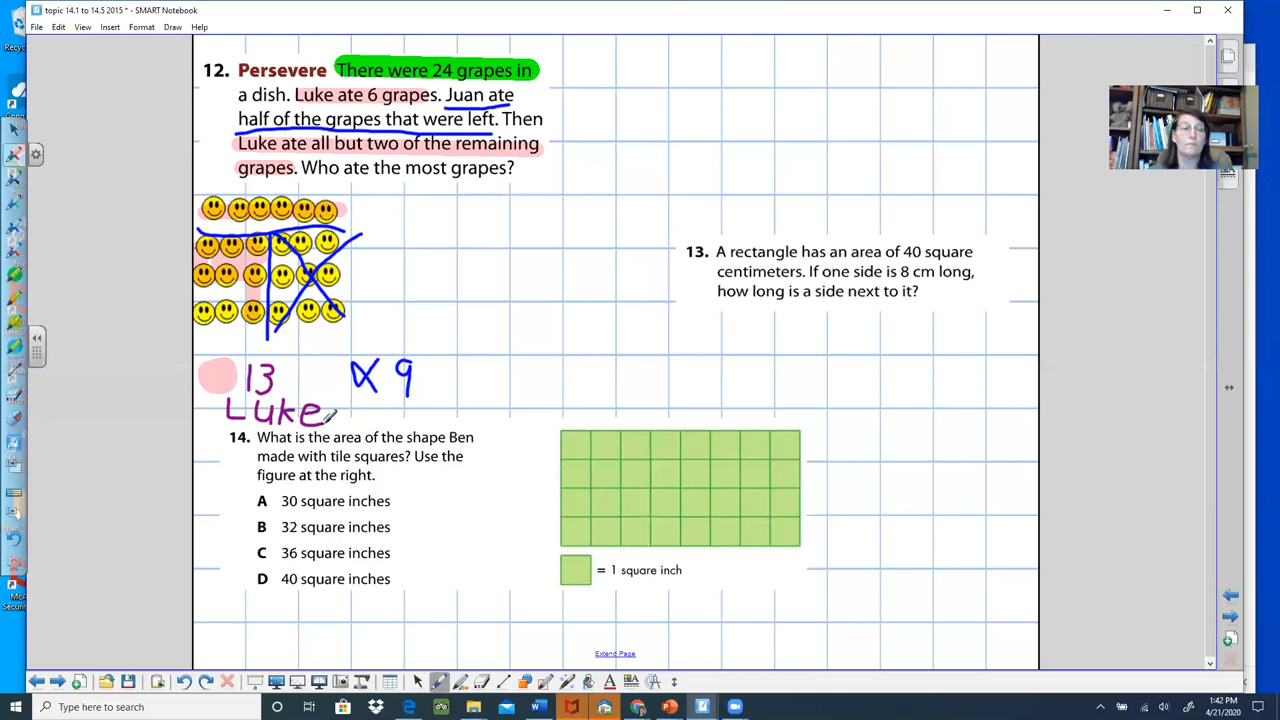 topic 14.1 to 14.5 2015 * - SMART Notebook
File Edit View Insert Format Draw Help
12. Persevere There were 24 grapes in
a dish. Luke ate 6 grapes. Juan ate
half of the grapes that were left. Then
Luke ate all but two of the remaining
grapes. Who ate the most grapes?
13. A rectangle has an area of 40 square
centimeters. If one side is 8 cm long,
how long is a side next to it?
13 X 9
Luke
14. What is the area of the shape Ben
made with tile squares? Use the
figure at the right.
A 30 square inches
B 32 square inches
C 36 square inches
D 40 square inches
= 1 square inch
Extend Page
Type here to search
1:42 PM
4/21/2020